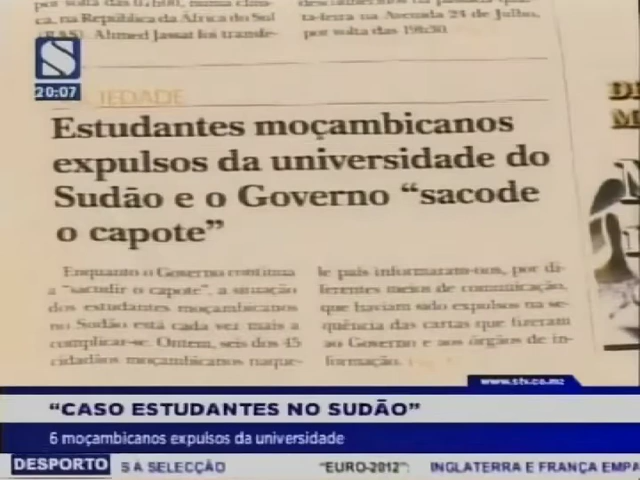 por volta das 07h00, numa clíni-
ca, na República da África do Sul
(RAS). Ahmed Jassat foi transfe-
ta-feira na Avenida 24 de Julho,
por volta das 19h30.
S
20:07
IEDADE
Estudantes moçambicanos
expulsos da universidade do
Sudão e o Governo “sacode
o capote”
Enquanto o Governo continua
a “sacudir o capote”, a situação
dos estudantes moçambicanos
no Sudão está cada vez mais a
complicar-se. Ontem, seis dos 45
cidadãos moçambicanos naque-
le país informaram-nos, por di-
ferentes meios de comunicação,
que haviam sido expulsos na se-
quência das cartas que fizeram
ao Governo e aos órgãos de in-
formação.
www.stv.co.mz
“CASO ESTUDANTES NO SUDÃO”
6 moçambicanos expulsos da universidade
DESPORTO S À SELECÇÃO "EURO-2012": INGLATERRA E FRANÇA EMPA